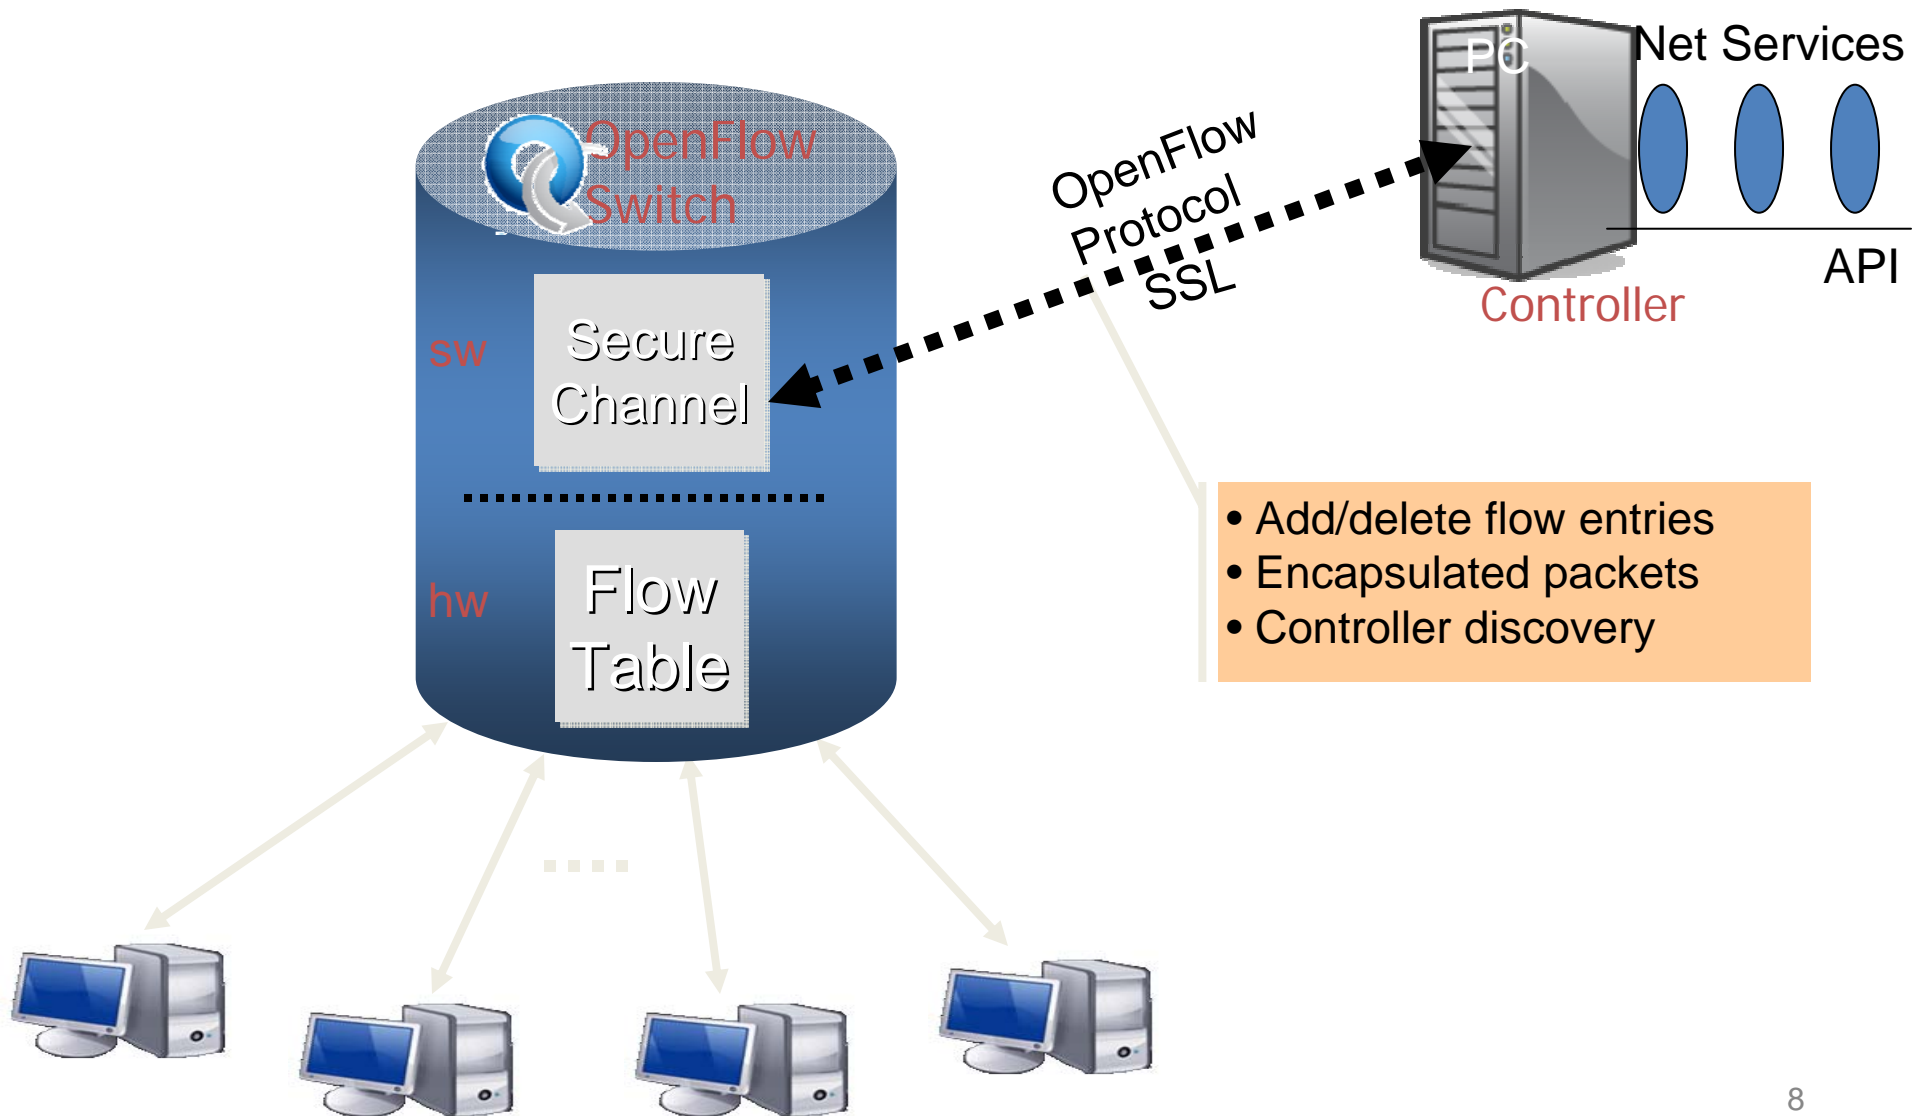 PC
Net Services
API
Controller
OpenFlow
Switch
OpenFlow
Protocol
SSL
sw
Secure
Channel
hw
Flow
Table
• Add/delete flow entries
• Encapsulated packets
• Controller discovery
8